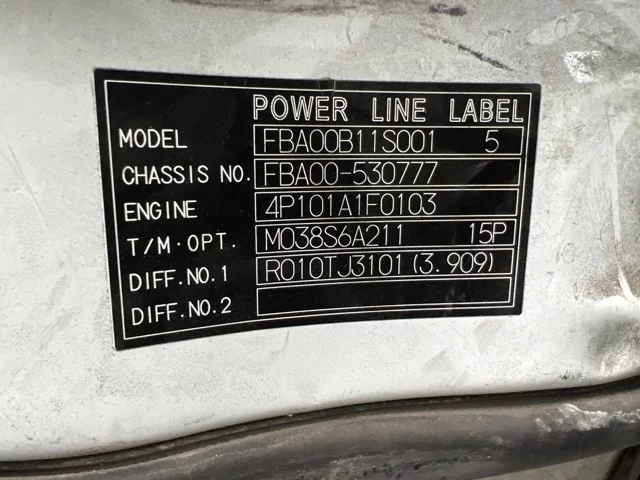 POWER LINE LABEL
MODEL FBA00B11S001 5
CHASSIS NO. FBA00-530777
ENGINE 4P101A1F0103
T/M·OPT. M038S6A211 15P
DIFF.NO.1 R010TJ3101(3.909)
DIFF.NO.2